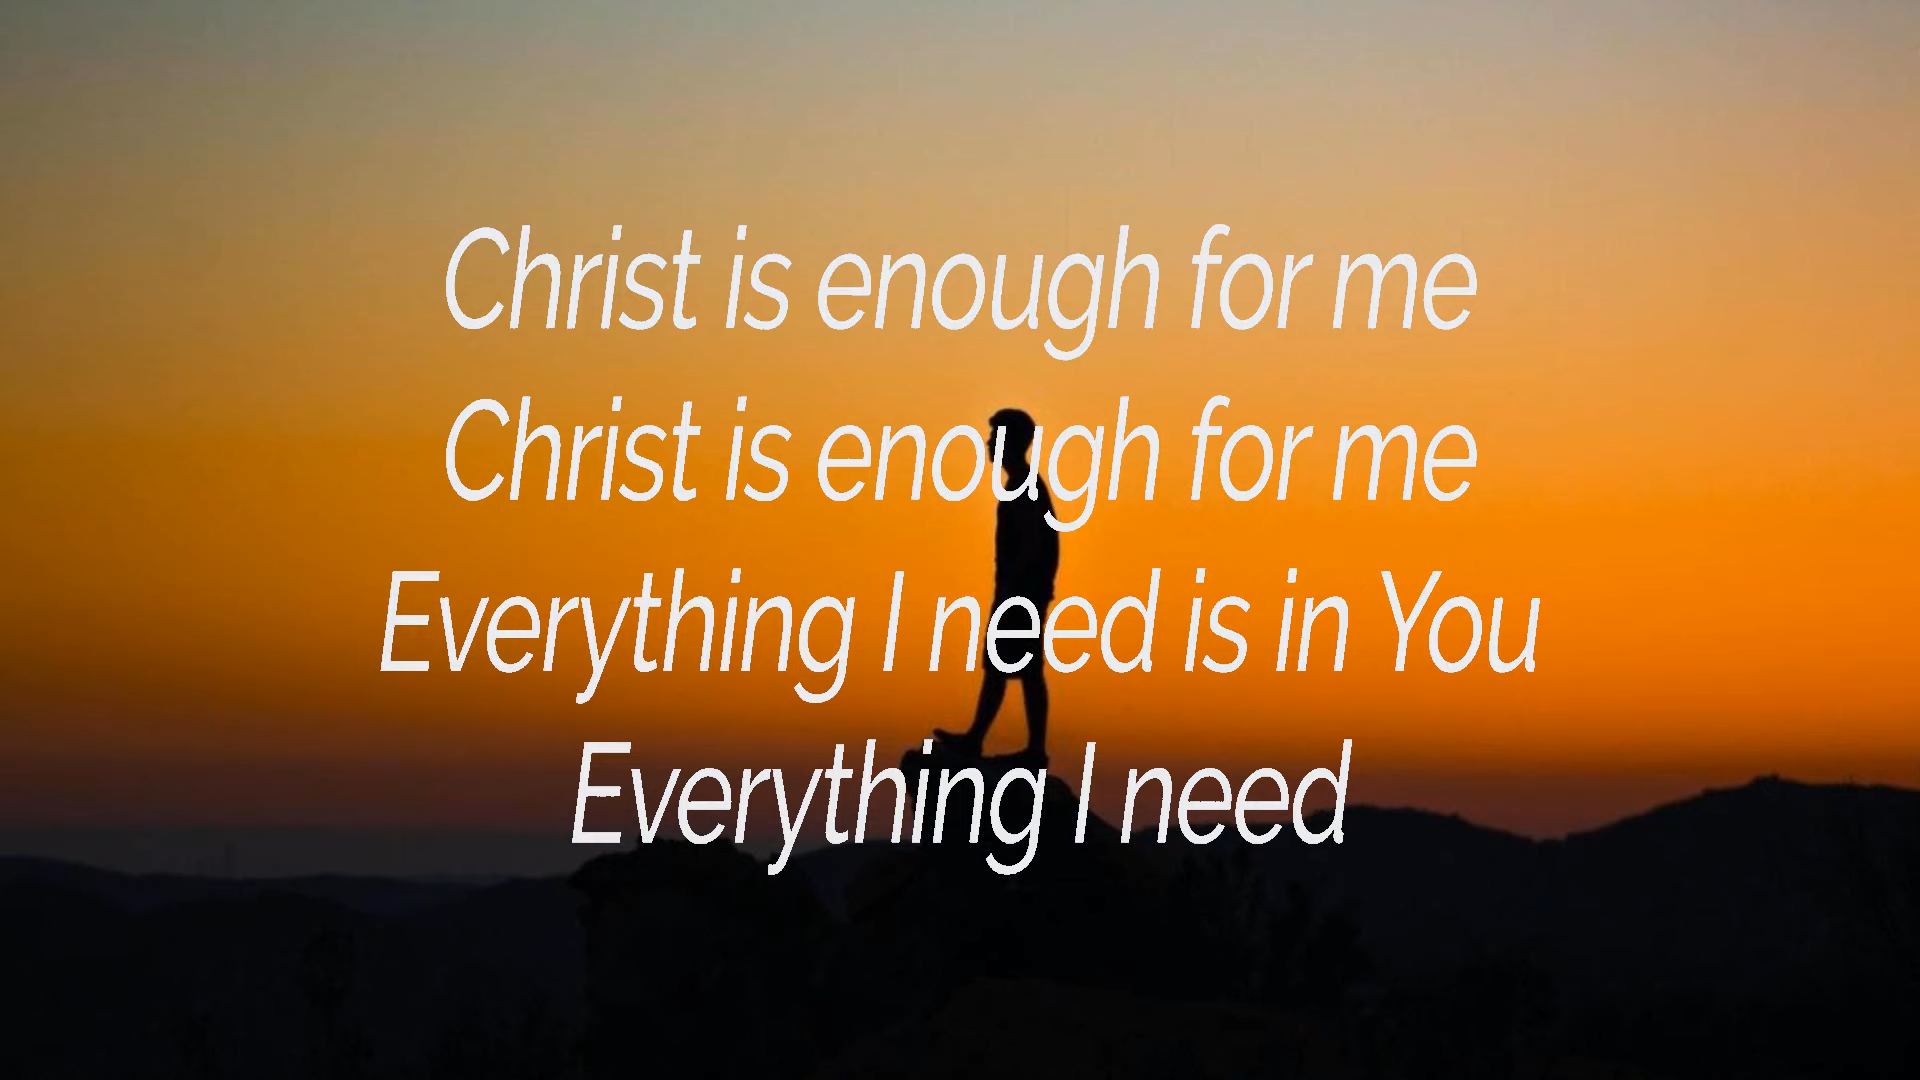 Christ is enough for me
Christ is enough for me
Everything I need is in You
Everything I need